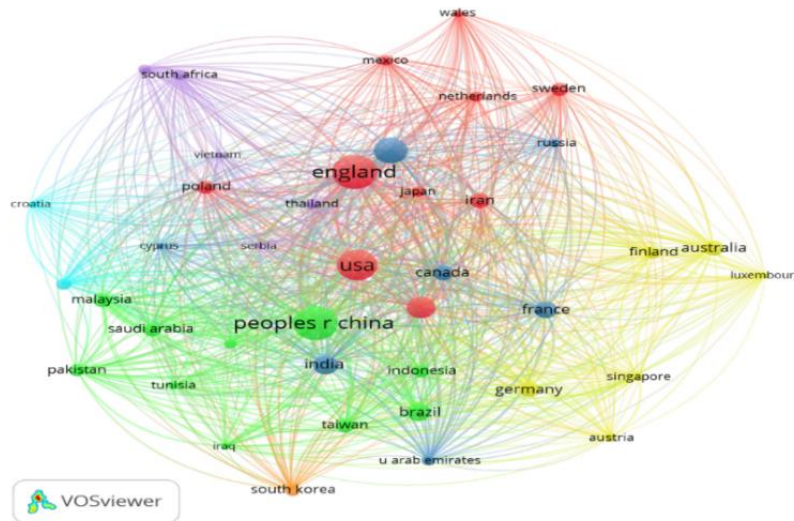 wales
mexico
south africa
netherlands
sweden
russia
vietnam
england
poland
japan
thailand
iran
croatia
cyprus
serbia
finland
australia
usa
canada
luxembour
malaysia
peoples r china
france
saudi arabia
pakistan
india
indonesia
singapore
tunisia
germany
brazil
taiwan
iraq
austria
u arab emirates
south korea
VOSviewer